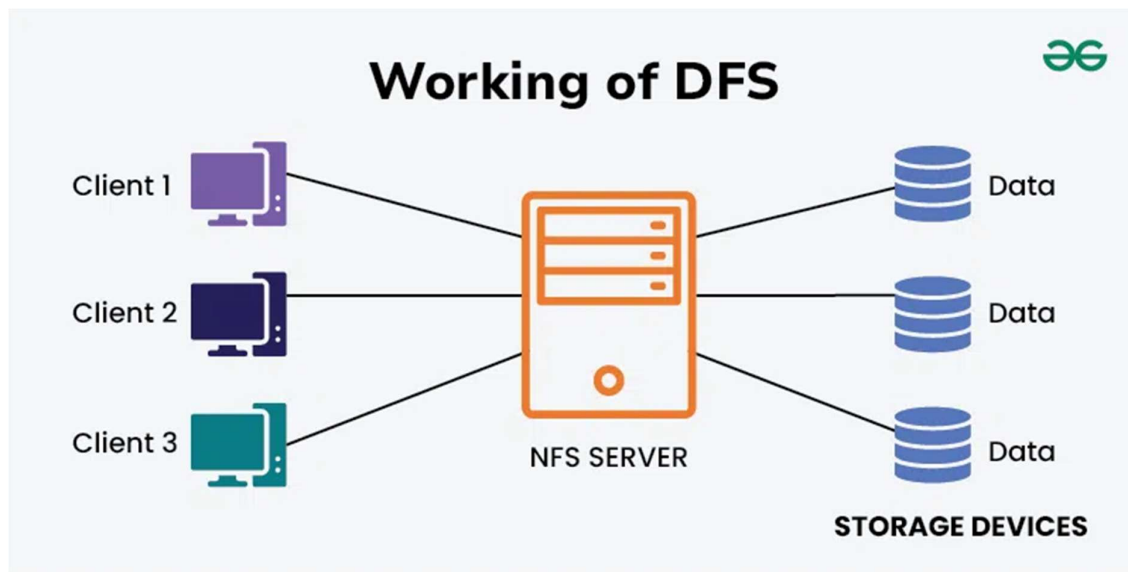 Working of DFS
Client 1
Data
Client 2
Data
Client 3
NFS SERVER
Data
STORAGE DEVICES